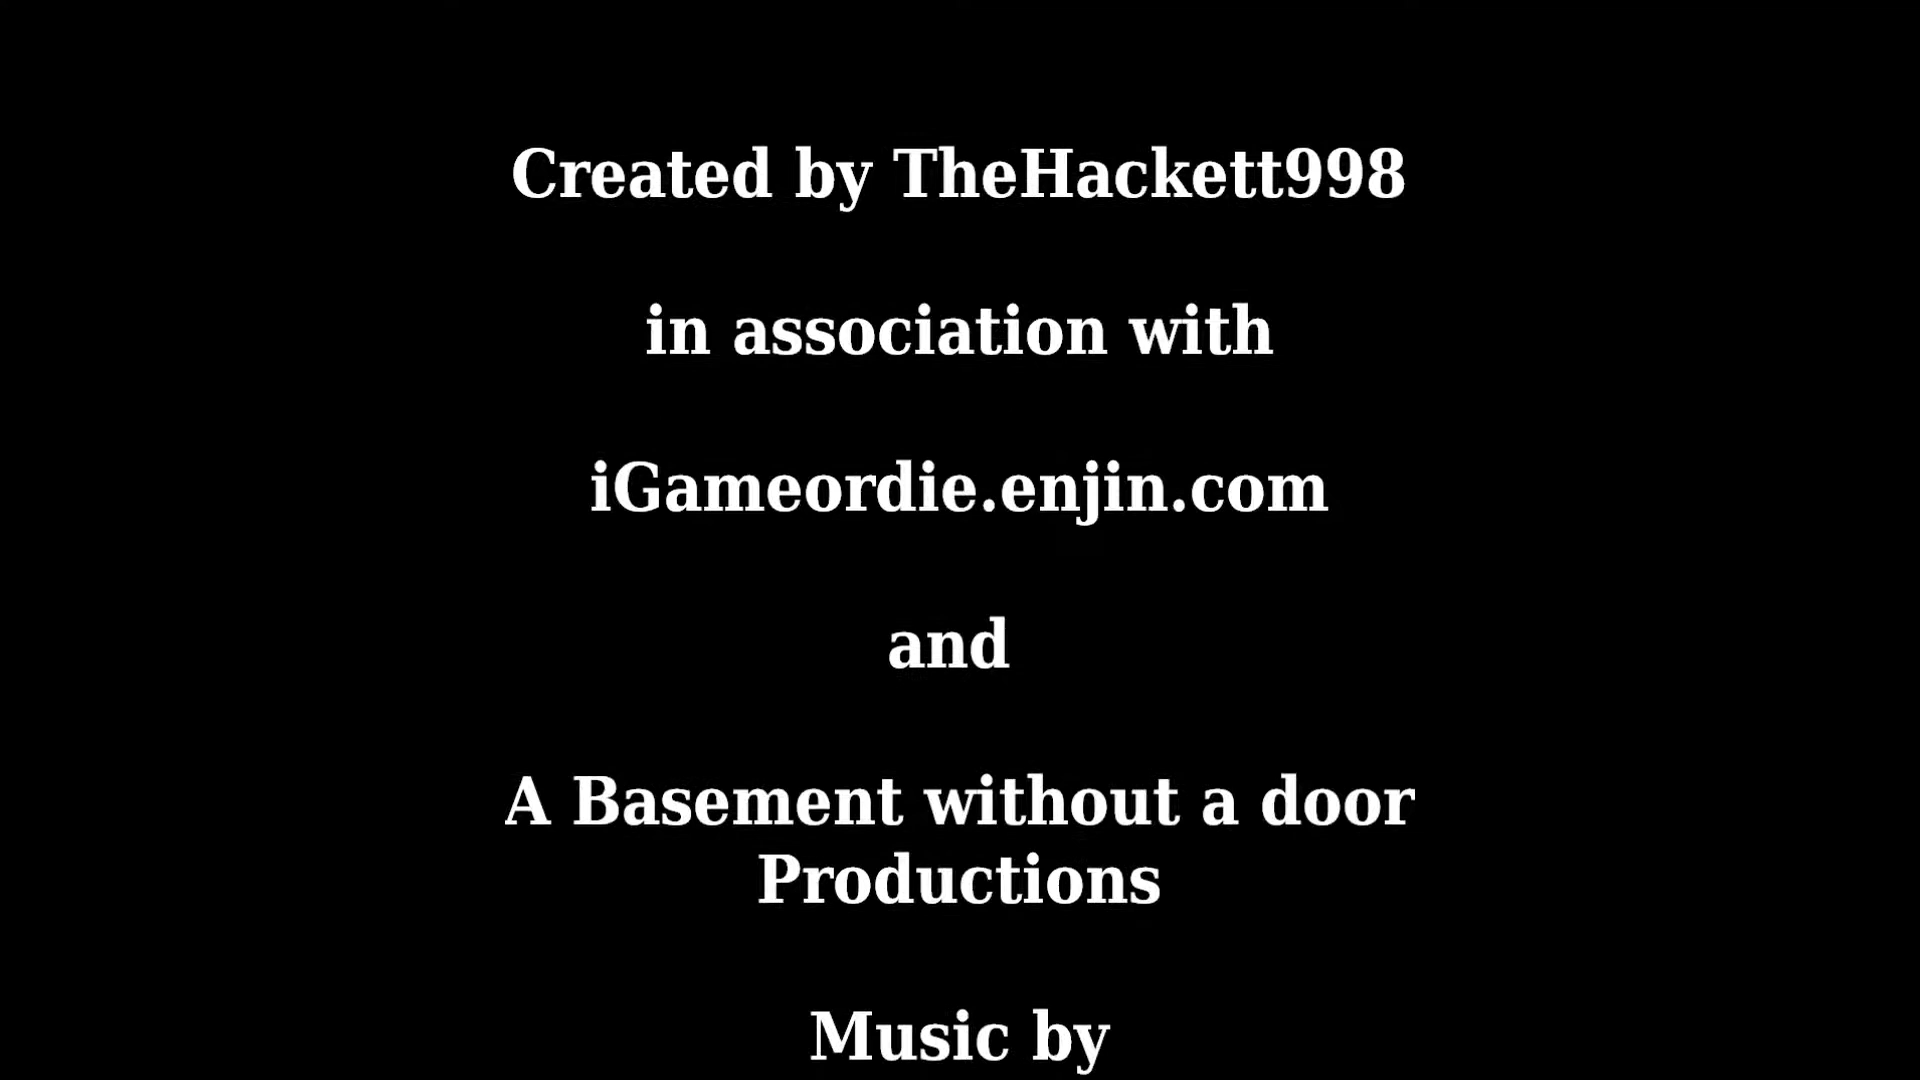 Created by TheHackett998
in association with
iGameordie.enjin.com
and
A Basement without a door
Productions
Music by